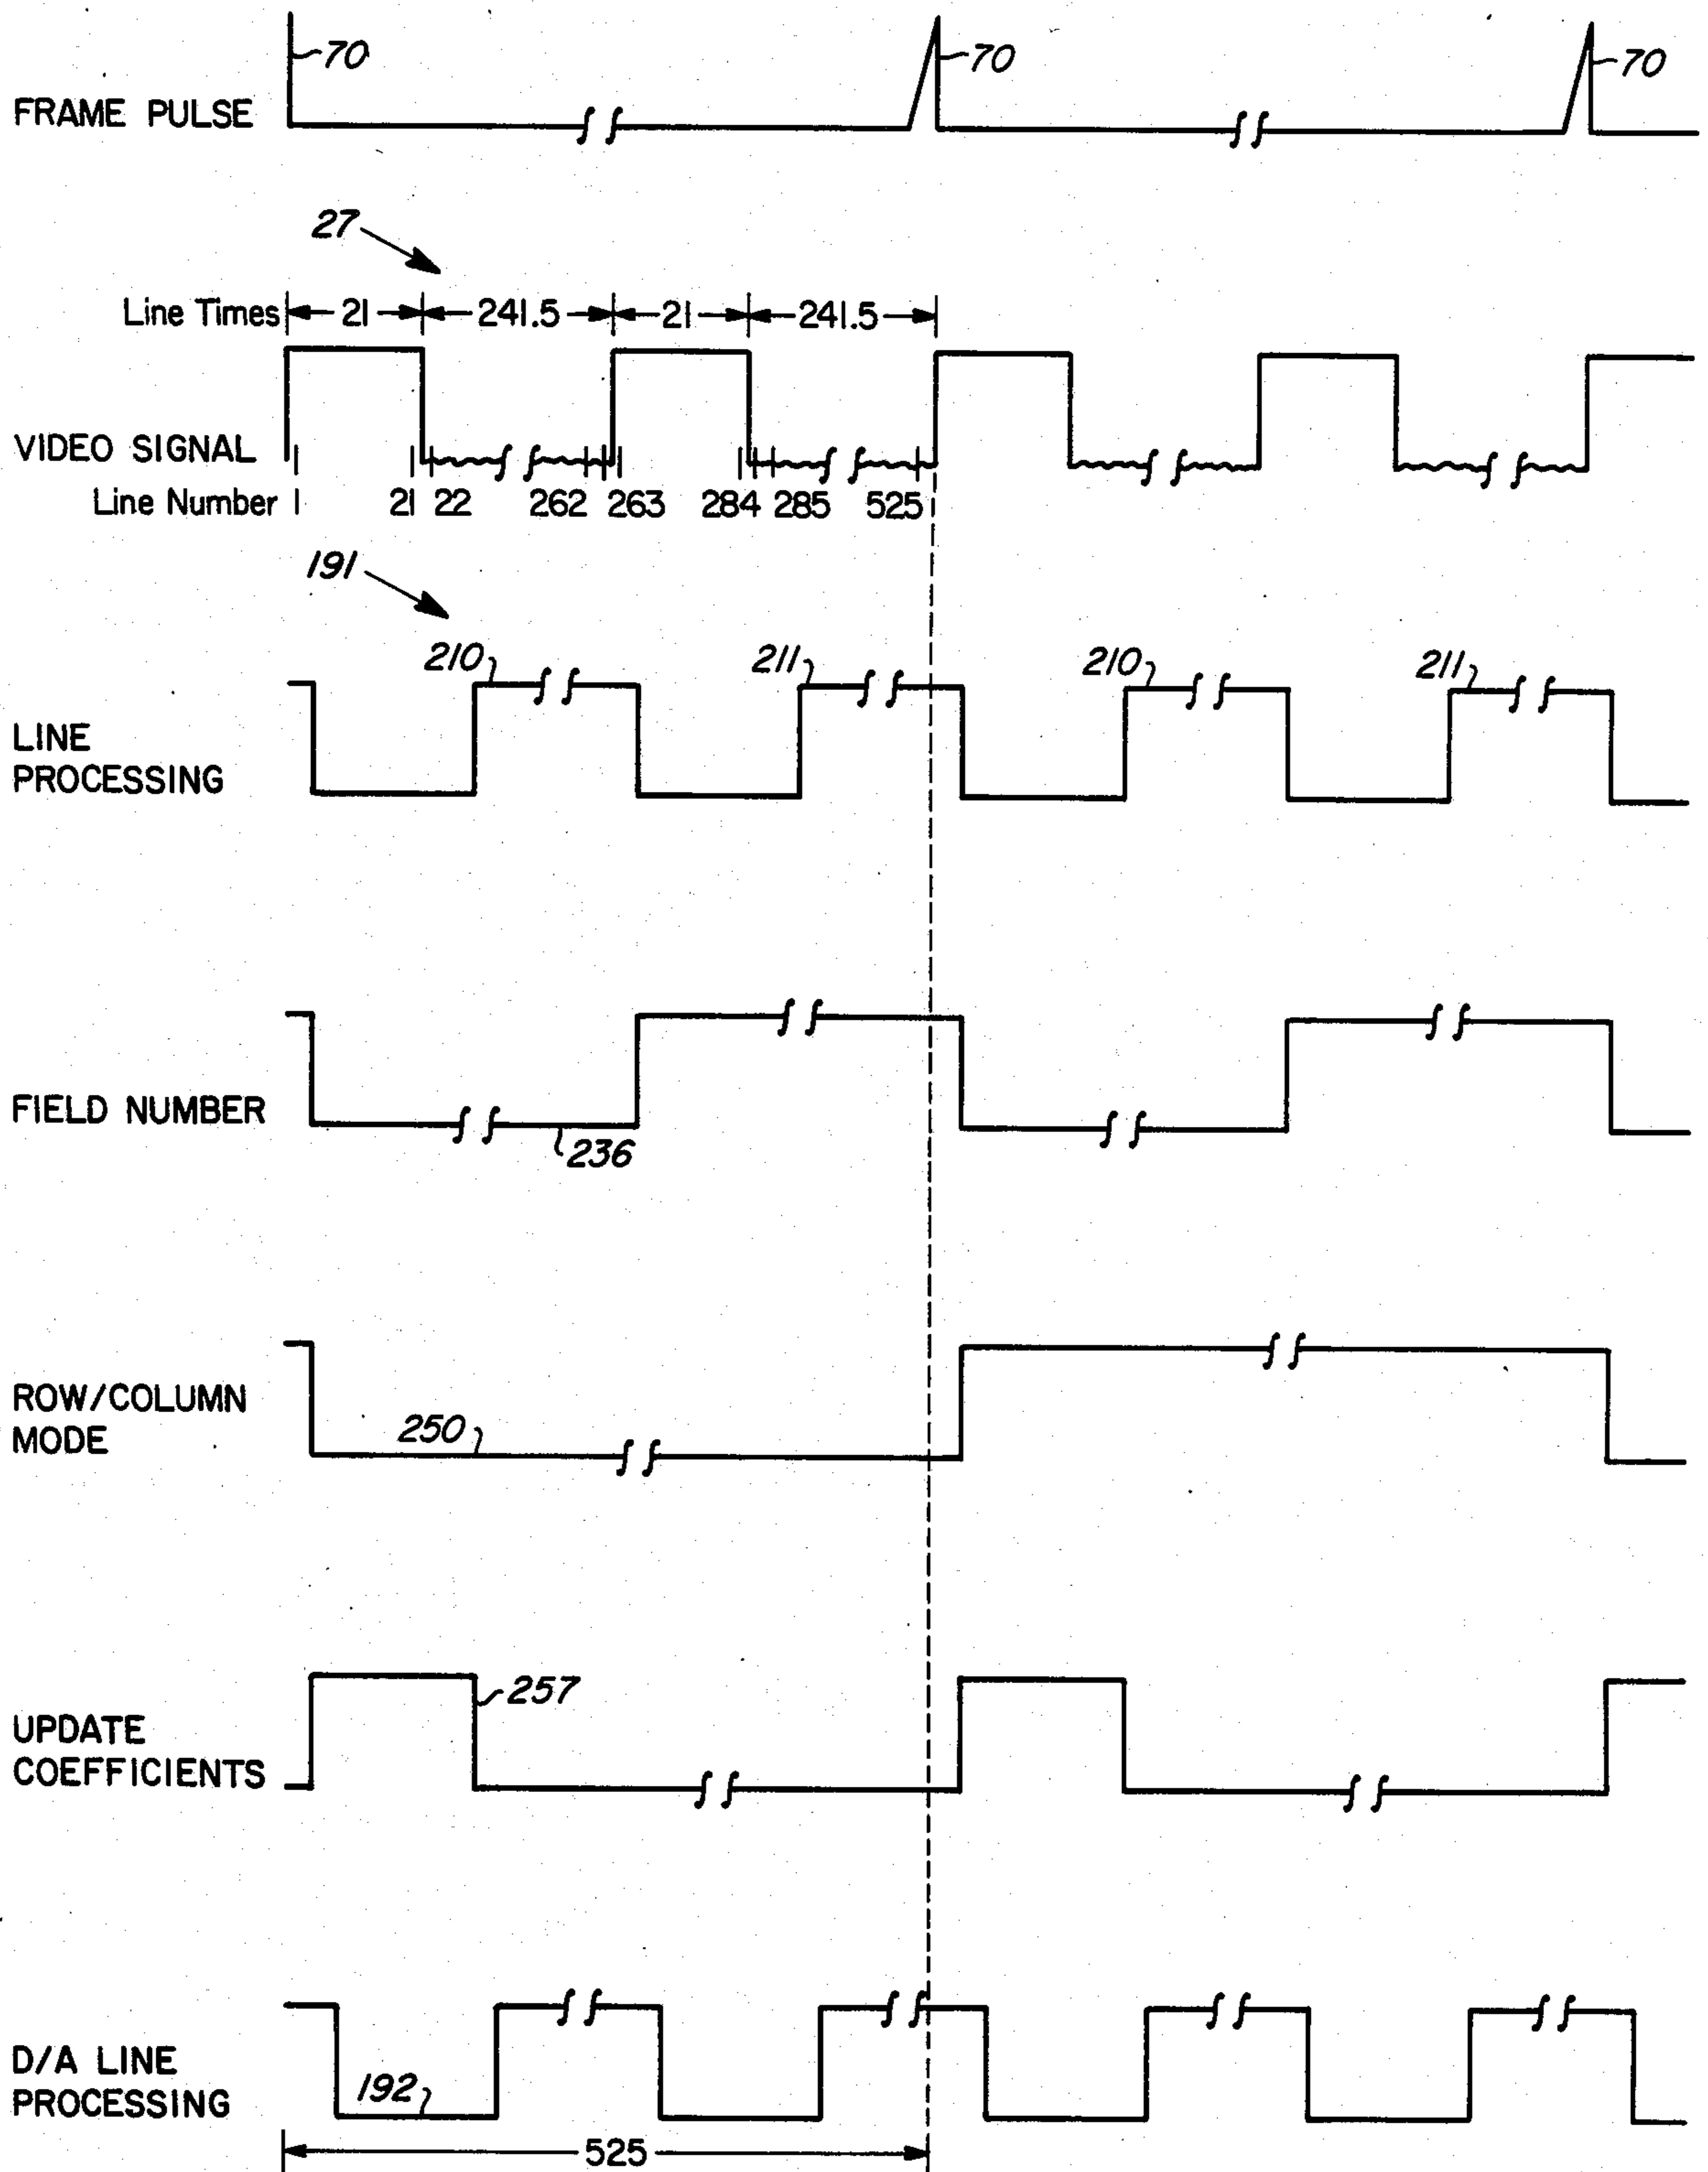 70 70 70
FRAME PULSE
27
Line Times 21 241.5 21 241.5
VIDEO SIGNAL
Line Number 1 21 22 262 263 284 285 525
191
210 211 210 211
LINE
PROCESSING
FIELD NUMBER
236
ROW/COLUMN
MODE
250
257
UPDATE
COEFFICIENTS
D/A LINE
PROCESSING
192
525